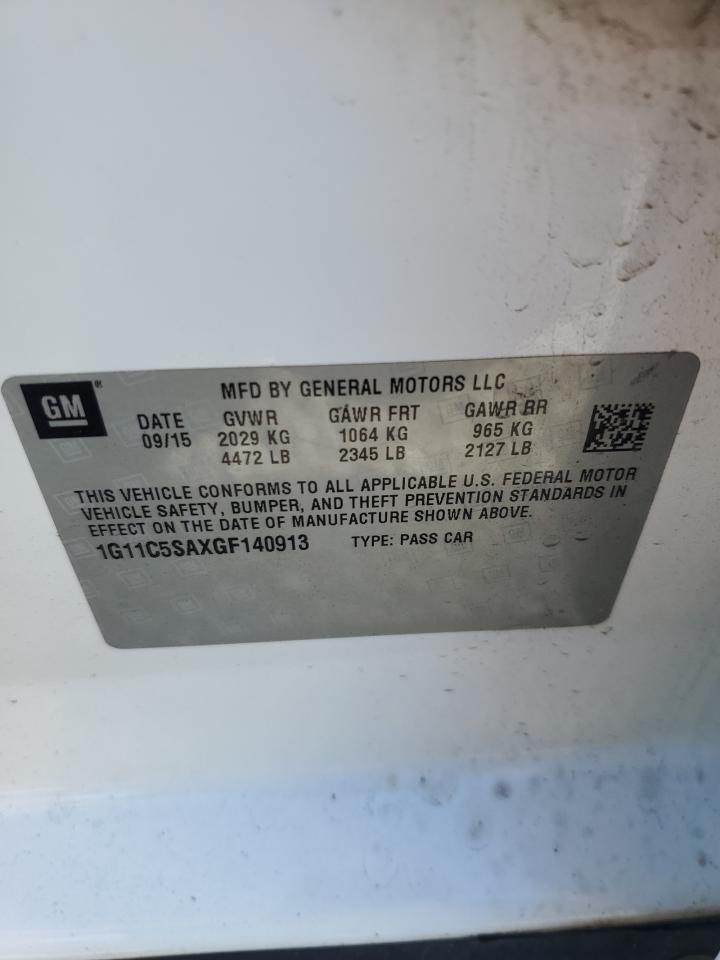 GM®
MFD BY GENERAL MOTORS LLC
DATE GVWR GAWR FRT GAWR RR
09/15 2029 KG 1064 KG 965 KG
4472 LB 2345 LB 2127 LB
THIS VEHICLE CONFORMS TO ALL APPLICABLE U.S. FEDERAL MOTOR
VEHICLE SAFETY, BUMPER, AND THEFT PREVENTION STANDARDS IN
EFFECT ON THE DATE OF MANUFACTURE SHOWN ABOVE.
1G11C5SAXGF140913 TYPE: PASS CAR